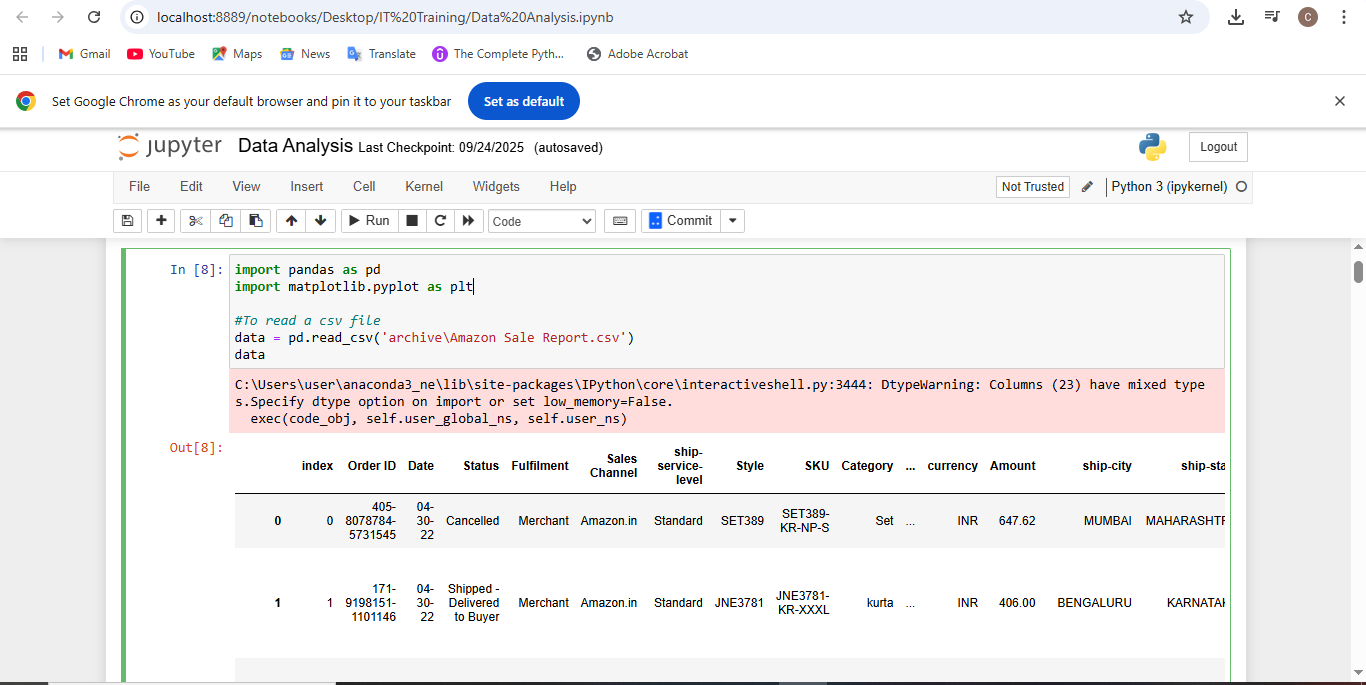 localhost:8889/notebooks/Desktop/IT%20Training/Data%20Analysis.ipynb
C
Gmail YouTube Maps News Translate The Complete Pyth... Adobe Acrobat
Set Google Chrome as your default browser and pin it to your taskbar Set as default
jupyter Data Analysis Last Checkpoint: 09/24/2025 (autosaved) Logout
File Edit View Insert Cell Kernel Widgets Help Not Trusted Python 3 (ipykernel)
Run Code Commit
In [8]: import pandas as pd
import matplotlib.pyplot as plt
#To read a csv file
data = pd.read_csv('archive\Amazon Sale Report.csv')
data
C:\Users\user\anaconda3_ne\lib\site-packages\IPython\core\interactiveshell.py:3444: DtypeWarning: Columns (23) have mixed type
s.Specify dtype option on import or set low_memory=False.
exec(code_obj, self.user_global_ns, self.user_ns)
Out[8]:
index Order ID Date Status Fulfilment Sales Channel ship-service-level Style SKU Category ... currency Amount ship-city ship-sta
0 0 405-8078784-5731545 04-30-22 Cancelled Merchant Amazon.in Standard SET389 SET389-KR-NP-S Set ... INR 647.62 MUMBAI MAHARASHTR
1 1 171-9198151-1101146 04-30-22 Shipped - Delivered to Buyer Merchant Amazon.in Standard JNE3781 JNE3781-KR-XXXL kurta ... INR 406.00 BENGALURU KARNATAK